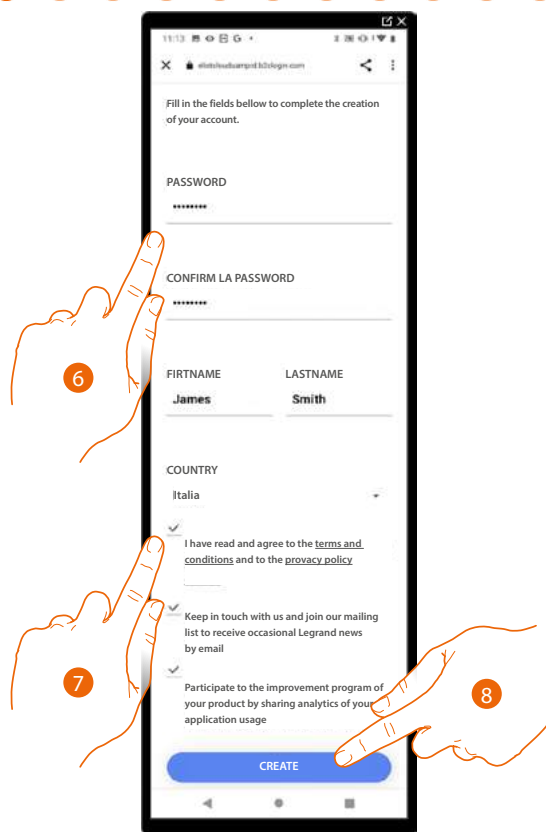 11:13
Fill in the fields bellow to complete the creation
of your account.
PASSWORD
••••••••
CONFIRM LA PASSWORD
••••••••
FIRTNAME LASTNAME
James Smith
COUNTRY
Italia
I have read and agree to the terms and
conditions and to the provacy policy
Keep in touch with us and join our mailing
list to receive occasional Legrand news
by email
Participate to the improvement program of
your product by sharing analytics of your
application usage
CREATE
6
7
8